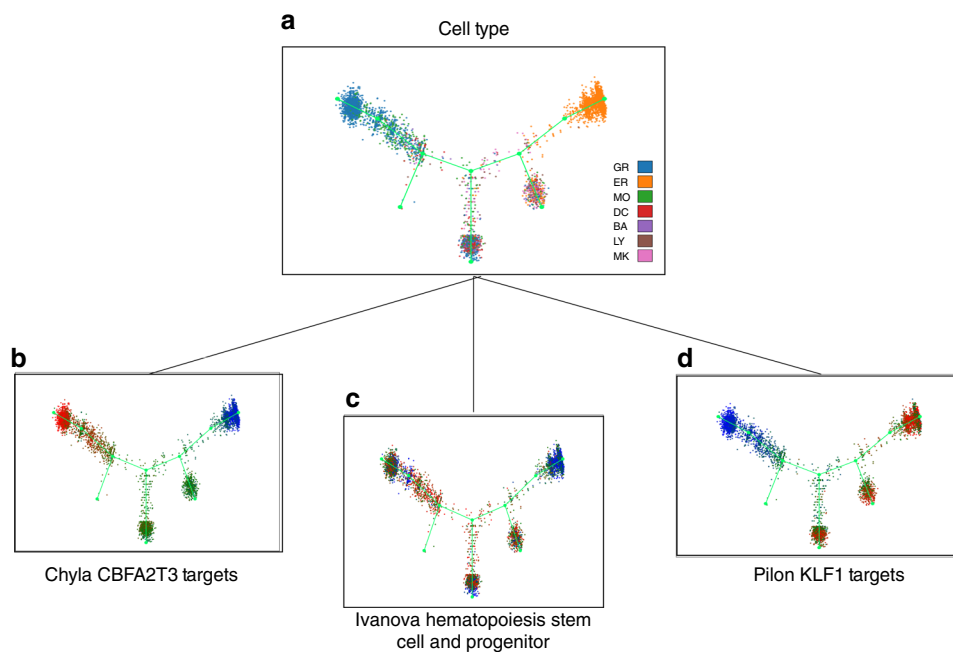 a
Cell type
GR
ER
MO
DC
BA
LY
MK
b
Chyla CBFA2T3 targets
c
Ivanova hematopoiesis stem
cell and progenitor
d
Pilon KLF1 targets